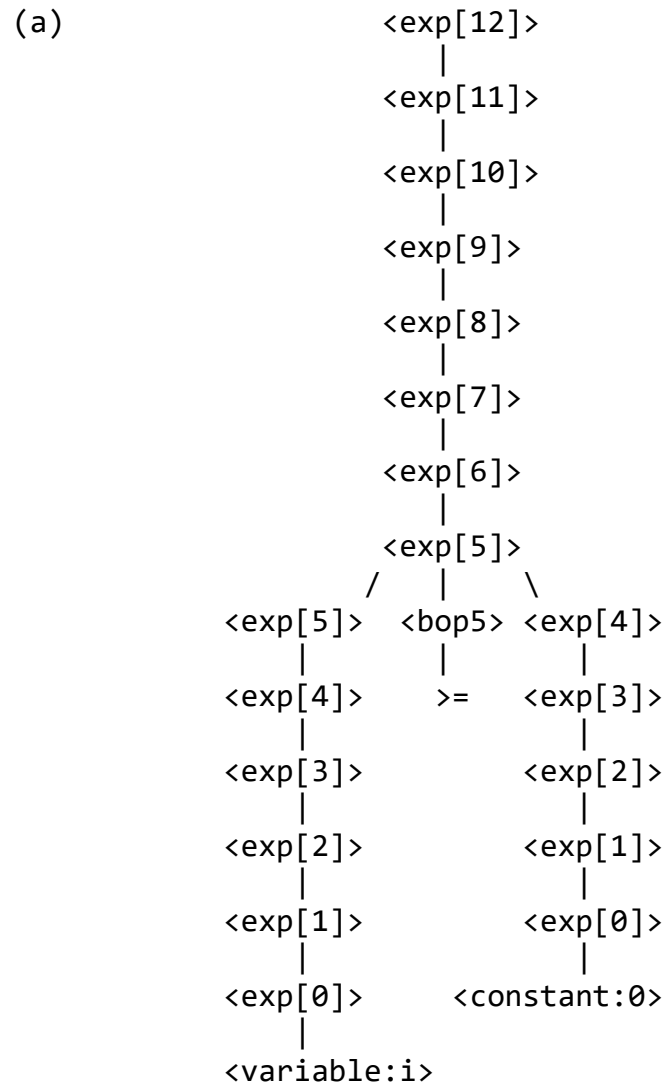 (a) <exp[12]>
|
<exp[11]>
|
<exp[10]>
|
<exp[9]>
|
<exp[8]>
|
<exp[7]>
|
<exp[6]>
|
<exp[5]>
/ | \
<exp[5]> <bop5> <exp[4]>
| | |
<exp[4]> >= <exp[3]>
| |
<exp[3]> <exp[2]>
| |
<exp[2]> <exp[1]>
| |
<exp[1]> <exp[0]>
| |
<exp[0]> <constant:0>
|
<variable:i>